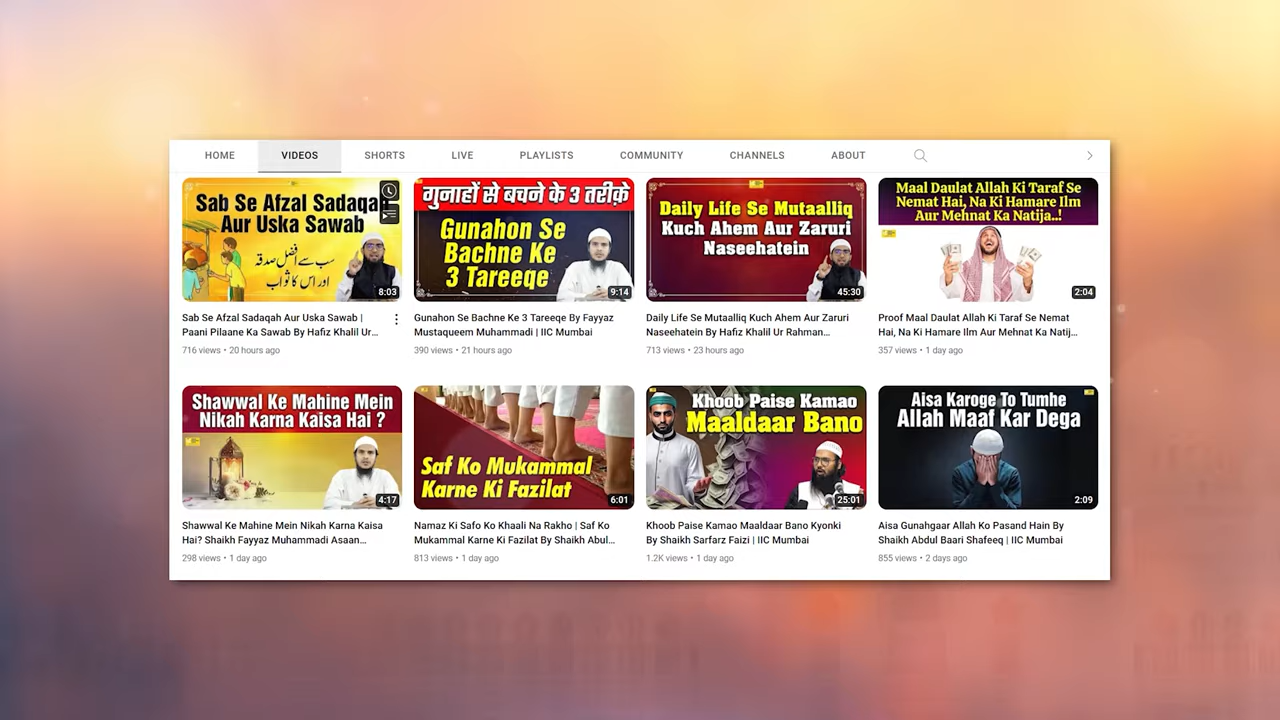 HOME VIDEOS SHORTS LIVE PLAYLISTS COMMUNITY CHANNELS ABOUT
Sab Se Afzal Sadaqah
Aur Uska Sawab
سب سے افضل صدقہ
اور اس کا ثواب
8:03
गुनाहों से बचने के 3 तरीक़े
Gunahon Se
Bachne Ke
3 Tareeqe
9:14
Daily Life Se Mutaalliq
Kuch Ahem Aur Zaruri
Naseehatein
45:30
Maal Daulat Allah Ki Taraf Se
Nemat Hai, Na Ki Hamare Ilm
Aur Mehnat Ka Natija..!
2:04
Sab Se Afzal Sadaqah Aur Uska Sawab |
Paani Pilaane Ka Sawab By Hafiz Khalil Ur...
716 views • 20 hours ago
Gunahon Se Bachne Ke 3 Tareeqe By Fayyaz
Mustaqueem Muhammadi | IIC Mumbai
390 views • 21 hours ago
Daily Life Se Mutaalliq Kuch Ahem Aur Zaruri
Naseehatein By Hafiz Khalil Ur Rahman...
713 views • 23 hours ago
Proof Maal Daulat Allah Ki Taraf Se Nemat
Hai, Na Ki Hamare Ilm Aur Mehnat Ka Natij...
357 views • 1 day ago
Shawwal Ke Mahine Mein
Nikah Karna Kaisa Hai ?
4:17
Saf Ko Mukammal
Karne Ki Fazilat
6:01
Khoob Paise Kamao
Maaldaar Bano
25:01
Aisa Karoge To Tumhe
Allah Maaf Kar Dega
2:09
Shawwal Ke Mahine Mein Nikah Karna Kaisa
Hai? Shaikh Fayyaz Muhammadi Asaan...
298 views • 1 day ago
Namaz Ki Safo Ko Khaali Na Rakho | Saf Ko
Mukammal Karne Ki Fazilat By Shaikh Abul...
813 views • 1 day ago
Khoob Paise Kamao Maaldaar Bano Kyonki
By Shaikh Sarfarz Faizi | IIC Mumbai
1.2K views • 1 day ago
Aisa Gunahgaar Allah Ko Pasand Hain By
Shaikh Abdul Baari Shafeeq | IIC Mumbai
855 views • 2 days ago